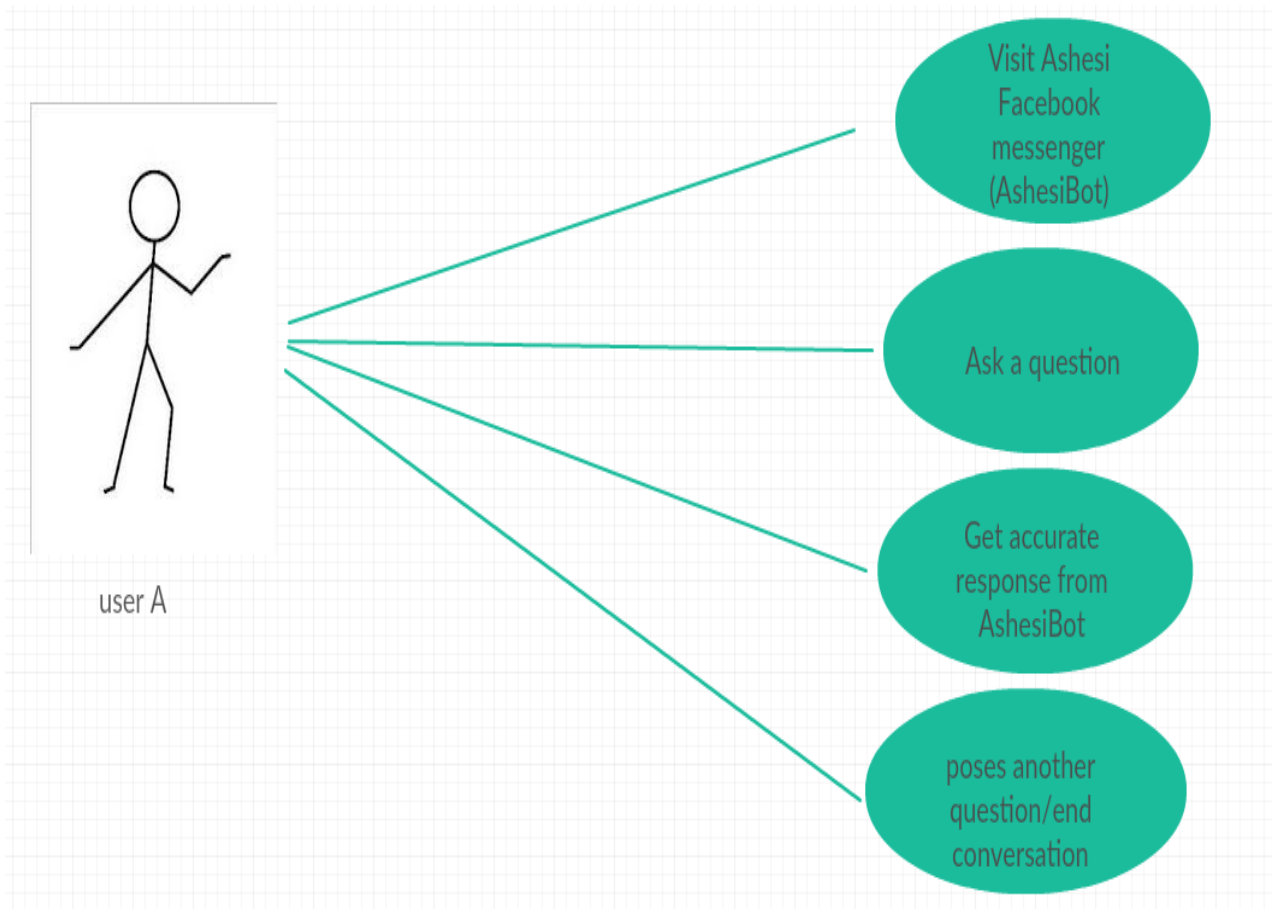 Visit Ashesi
Facebook
messenger
(AshesiBot)
Ask a question
Get accurate
response from
AshesiBot
user A
poses another
question/end
conversation